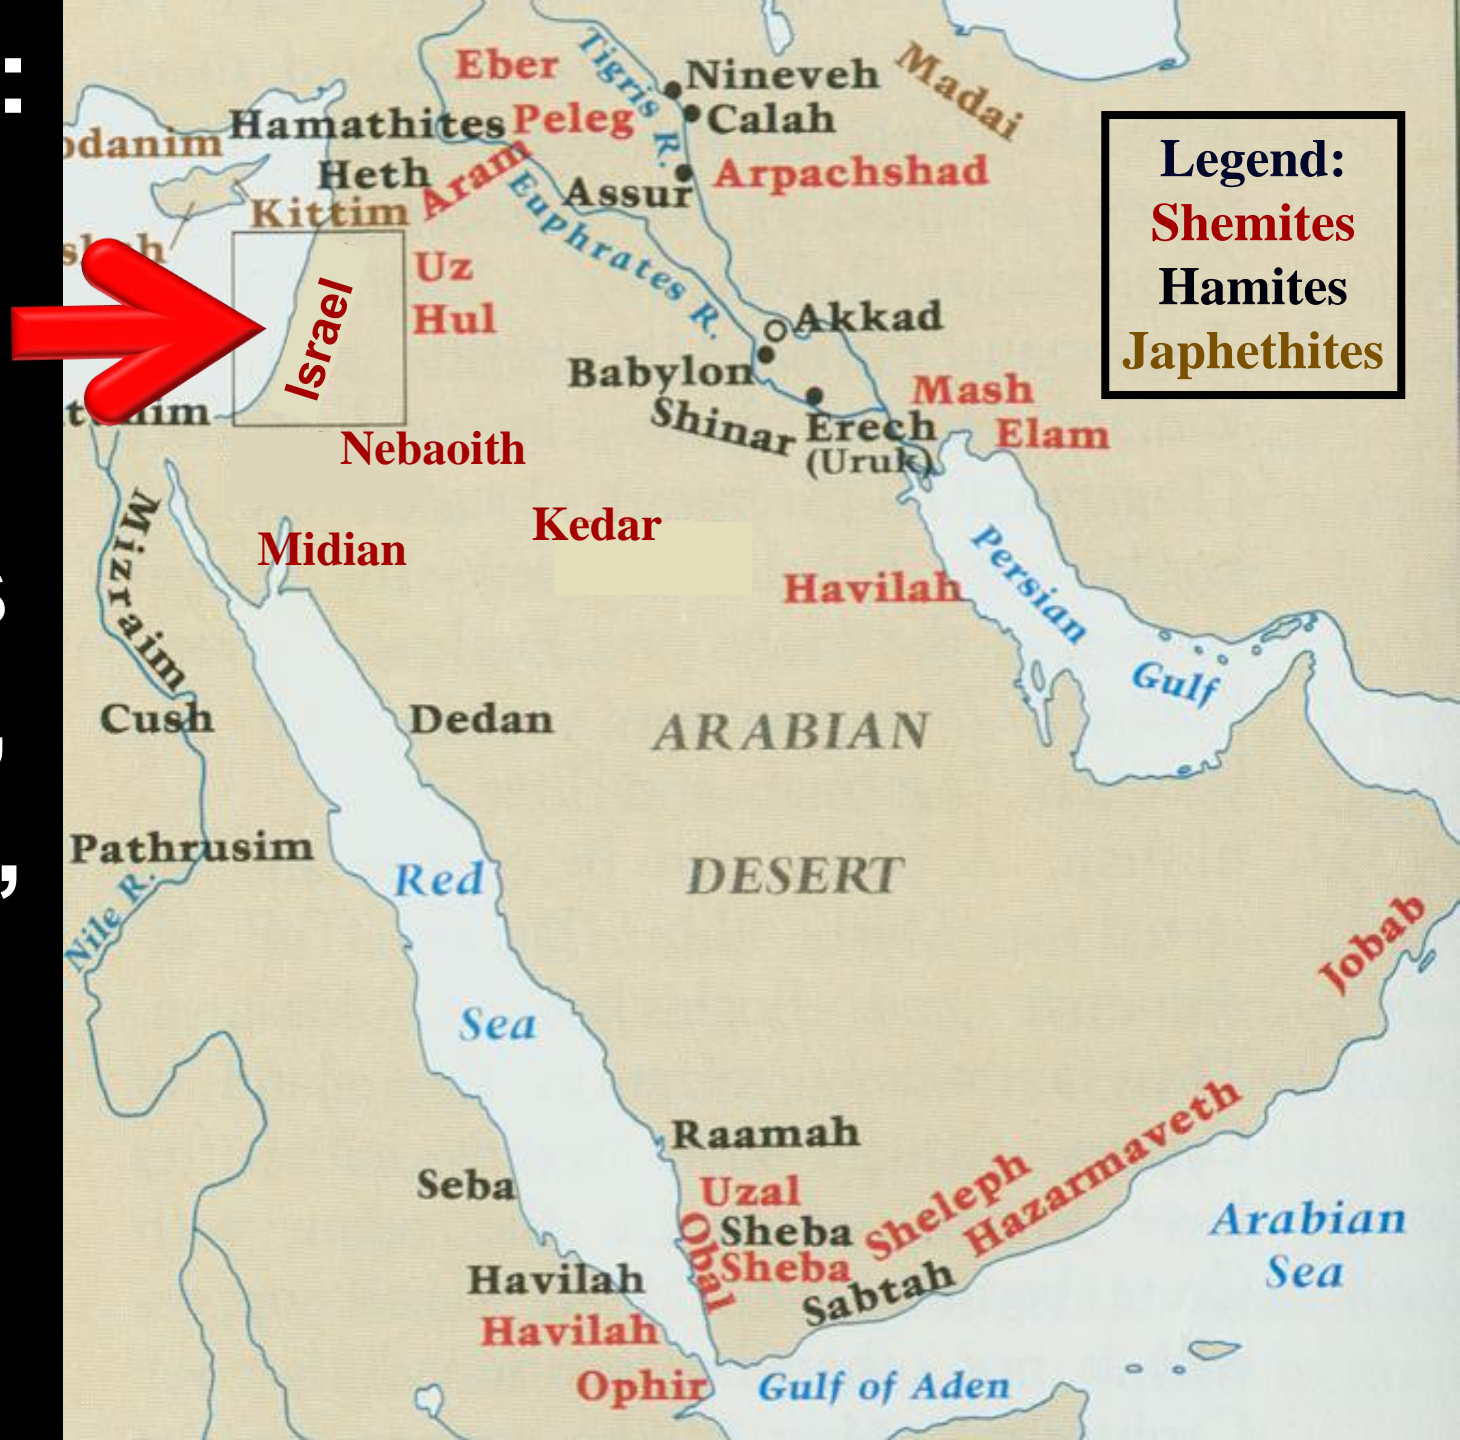 Eber
Tigris R.
Nineveh
Madai
Hamathites
Peleg
Calah
Heth
Aram
Assur
Arpachshad
Kittim
Euphrates R.
Legend:
Shemites
Hamites
Japhethites
Uz
Hul
Israel
Akkad
Babylon
Shinar
Erech
(Uruk)
Mash
Elam
Nebaoith
Kedar
Midian
Mizraim
Havilah
Persian
Gulf
Cush
Dedan
ARABIAN
DESERT
Pathrusim
Nile R.
Red
Sea
Jobab
Raamah
Seba
Uzal
Obal
Sheba
Sheba
Sheleph
Hazarmaveth
Sabtah
Arabian
Sea
Havilah
Havilah
Ophir
Gulf of Aden